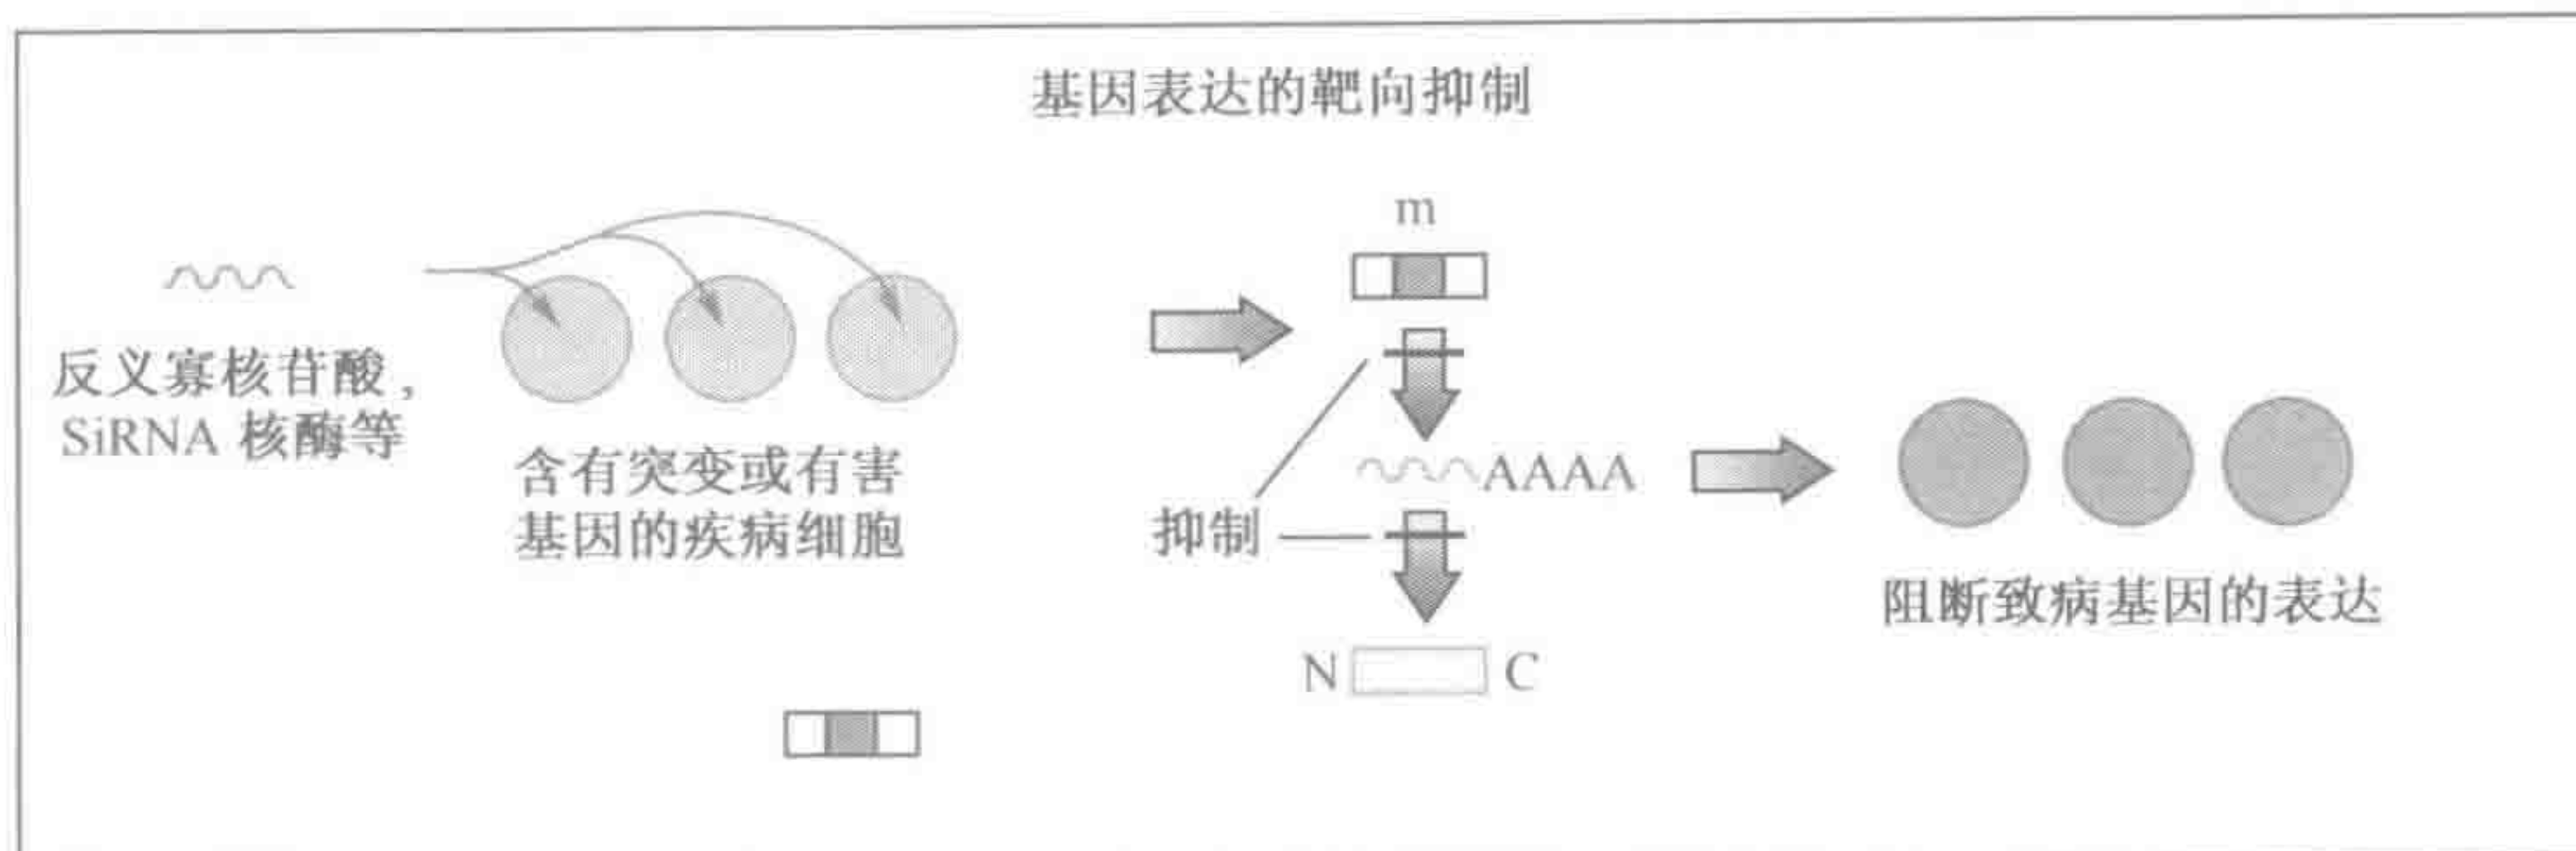 基因表达的靶向抑制
反义寡核苷酸，
SiRNA 核酶等
含有突变或有害
基因的疾病细胞
m
AAAA
抑制
N C
阻断致病基因的表达